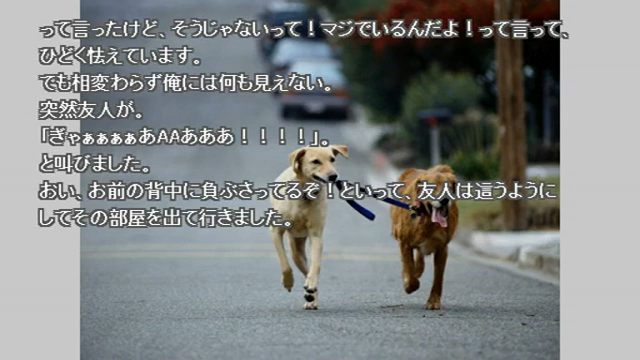 って言ったけど、そうじゃないって！マジでいるんだよ！って言って、
ひどく怯えています。
でも相変わらず俺には何も見えない。
突然友人が。
「ぎゃぁぁぁぁあAAあああ！！！！」。
と叫びました。
おい、お前の背中に負ぶさってるぞ！といって、友人は這うように
してその部屋を出て行きました。